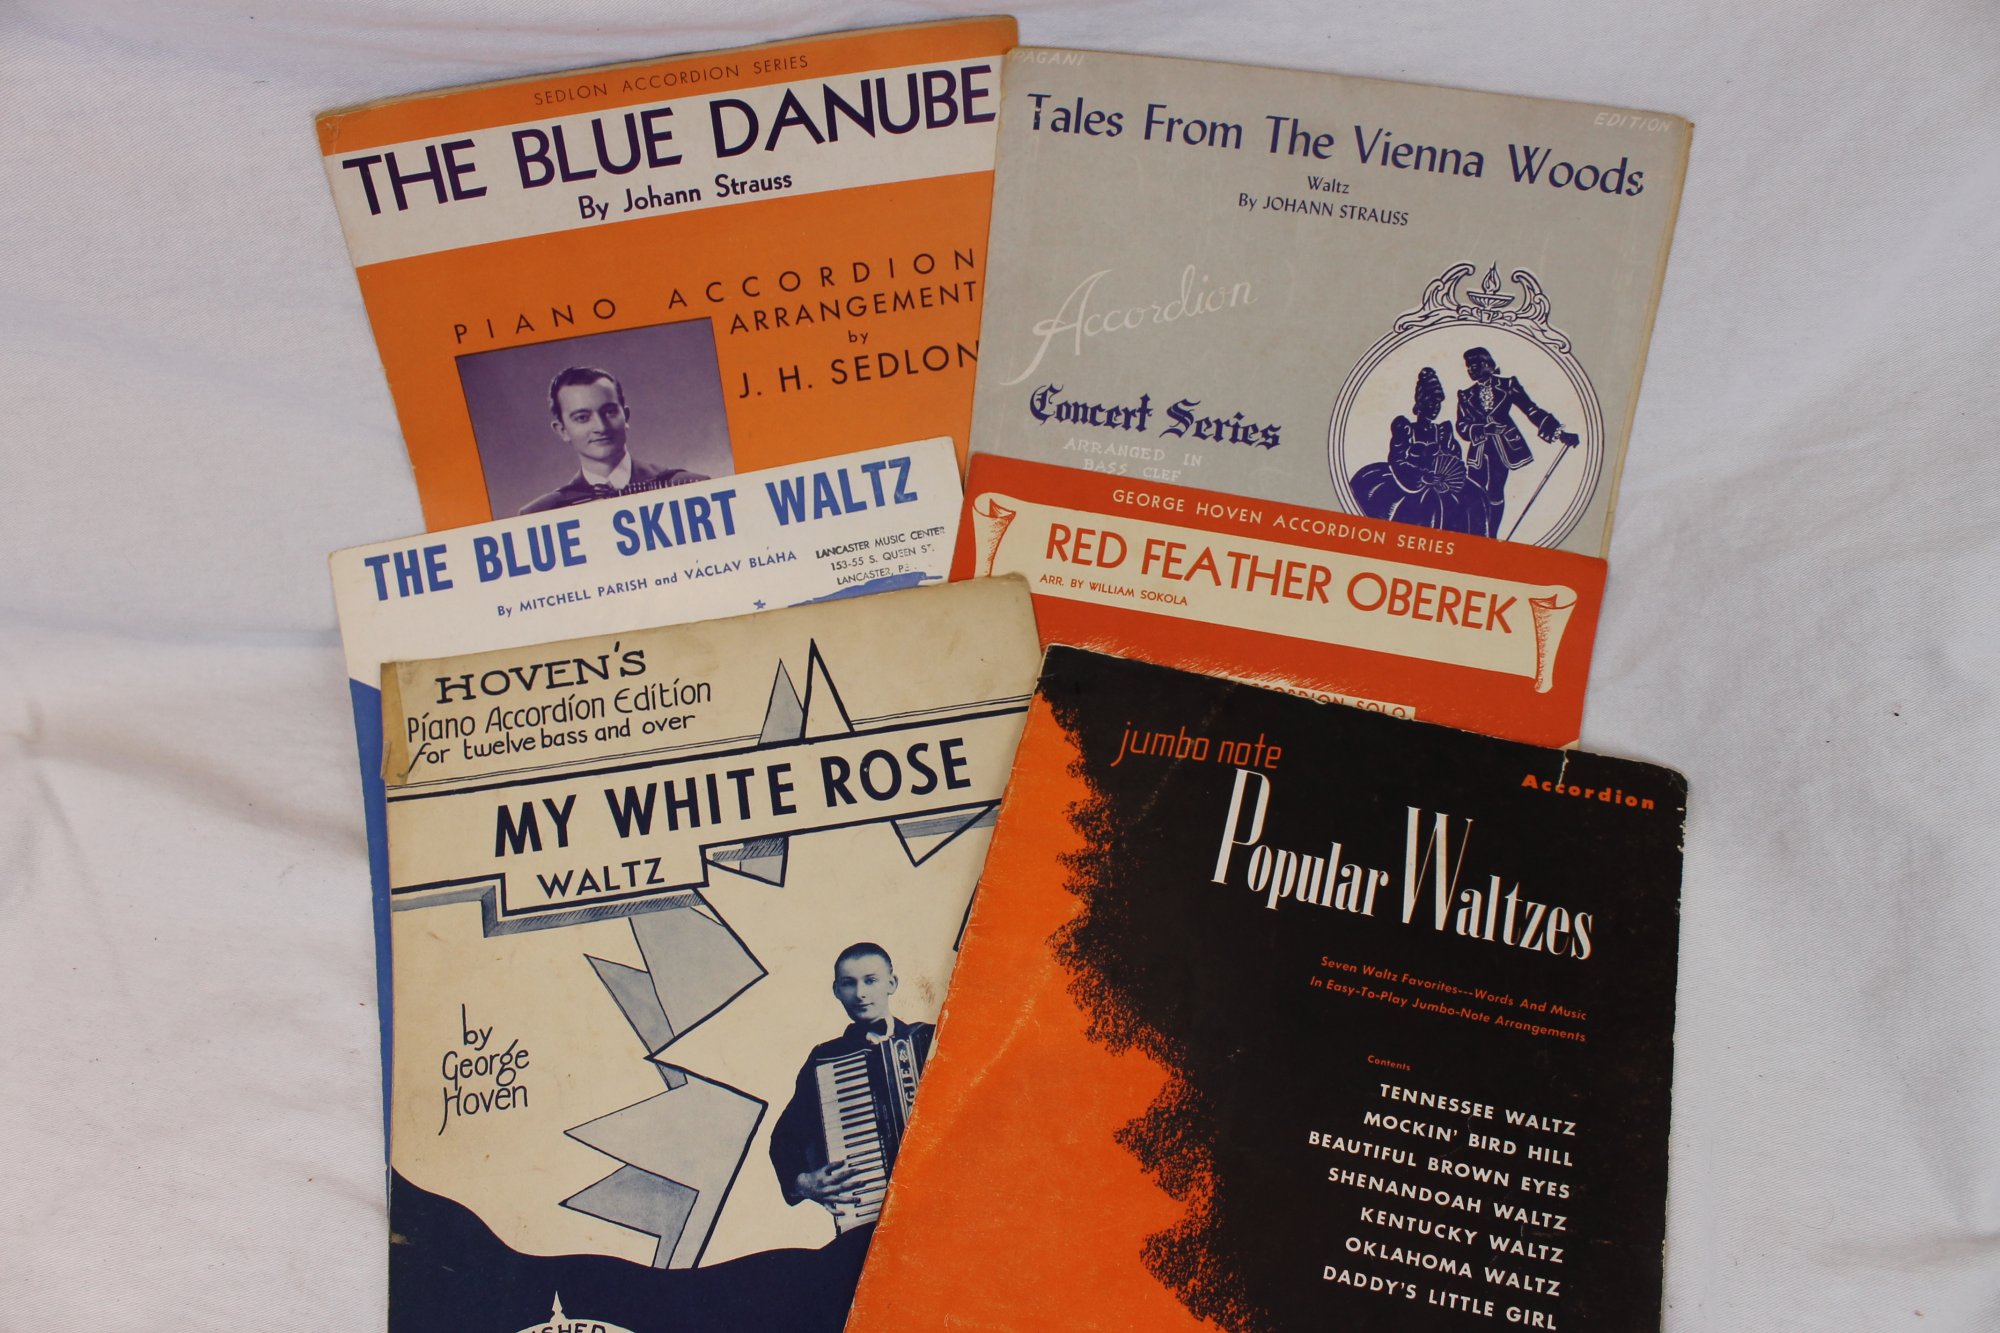 SEDLON ACCORDION SERIES
THE BLUE DANUBE
By Johann Strauss
PIANO ACCORDION
ARRANGEMENT
by
J. H. SEDLON
PAGANI
EDITION
Tales From The Vienna Woods
Waltz
By JOHANN STRAUSS
Accordion
Concert Series
ARRANGED IN
BASS CLEF
THE BLUE SKIRT WALTZ
By MITCHELL PARISH and VÁCLAV BLÁHA
LANCASTER MUSIC CENTER
153-55 S. QUEEN ST.
LANCASTER,
GEORGE HOVEN ACCORDION SERIES
RED FEATHER OBEREK
ARR. BY WILLIAM SOKOLA
ACCORDION SOLO
HOVEN'S
Piano Accordion Edition
for twelve bass and over
MY WHITE ROSE
WALTZ
by
George
Hoven
jumbo note
Accordion
Popular Waltzes
Seven Waltz Favorites---Words And Music
In Easy-To-Play Jumbo-Note Arrangements
Contents
TENNESSEE WALTZ
MOCKIN' BIRD HILL
BEAUTIFUL BROWN EYES
SHENANDOAH WALTZ
KENTUCKY WALTZ
OKLAHOMA WALTZ
DADDY'S LITTLE GIRL